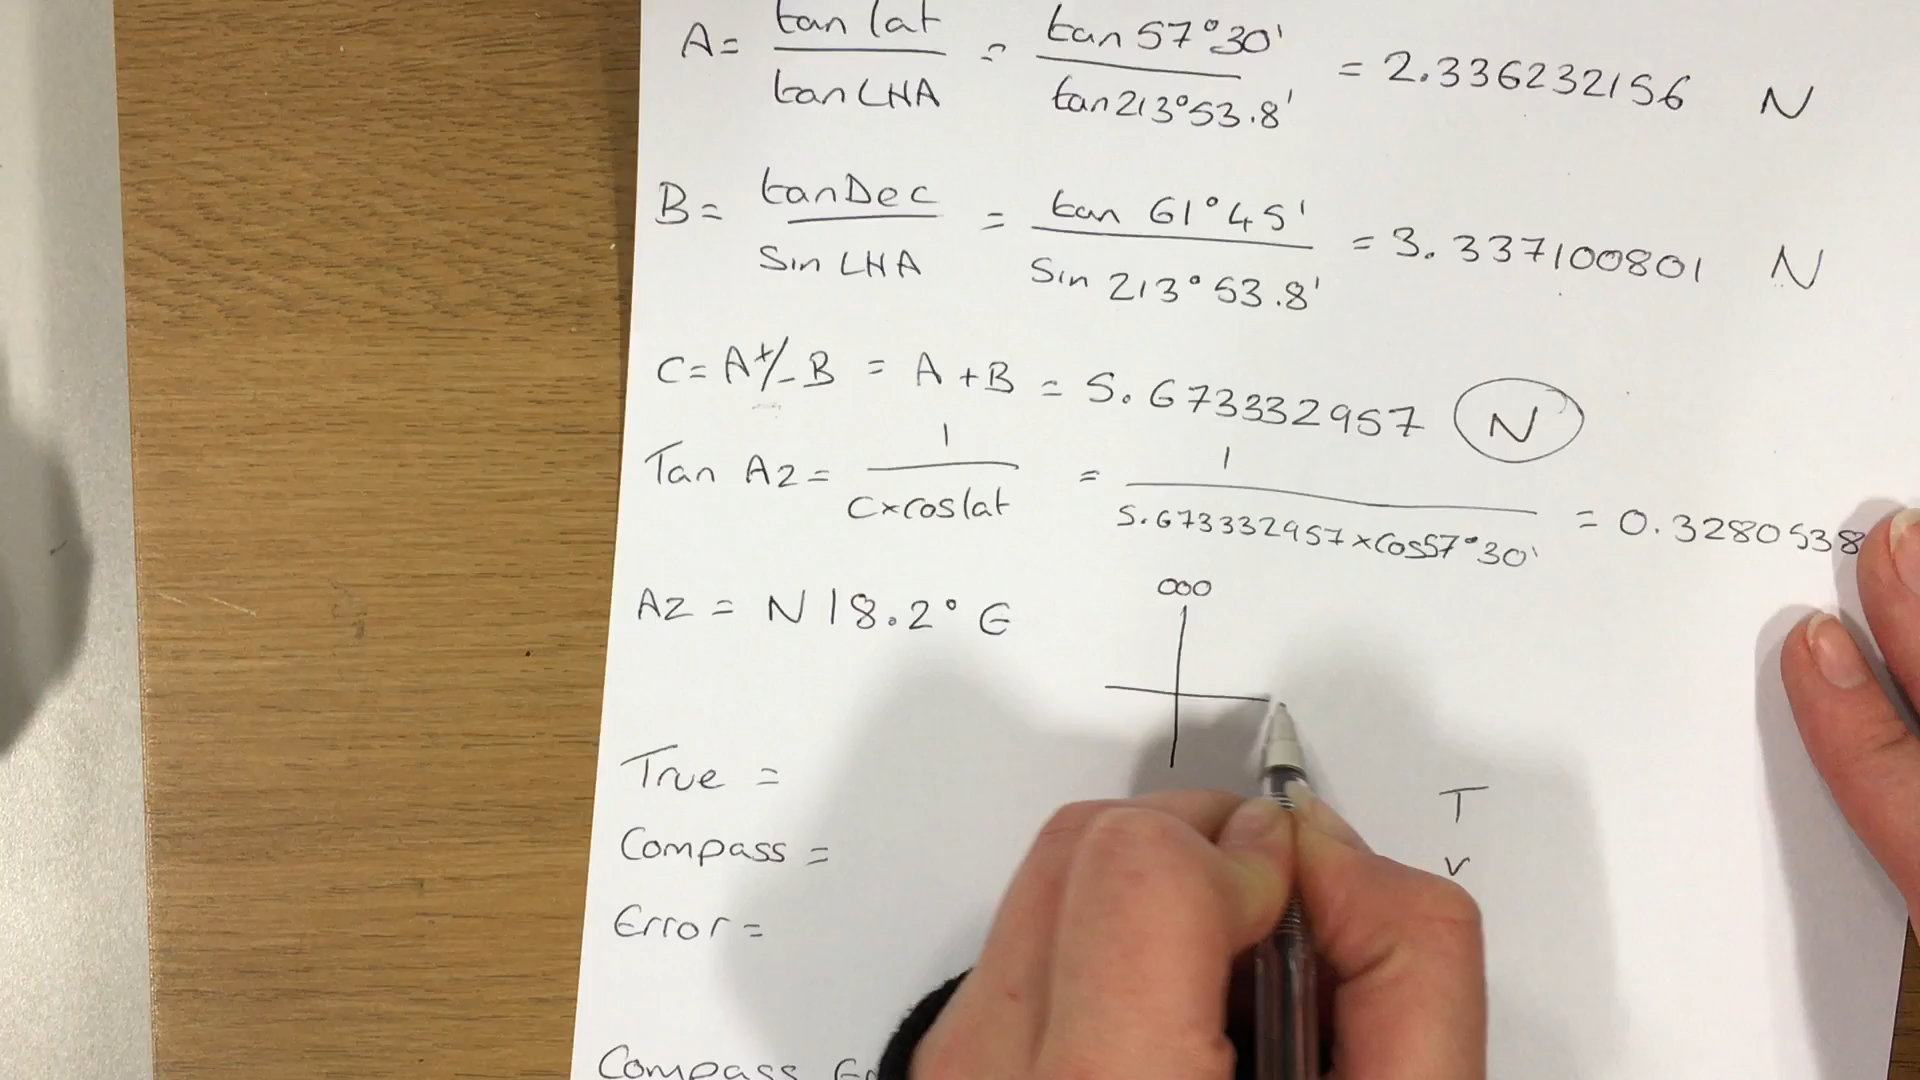 A = tan lat / tan LHA = tan 57°30' / tan 213°53.8' = 2.336232156 N
B = tan Dec / Sin LHA = tan 61°45' / Sin 213°53.8' = 3.337100801 N
C = A +/- B = A + B = 5.673332957 N
Tan AZ = 1 / C×cos lat = 1 / 5.673332957 × Cos57°30' = 0.3280538
AZ = N 18.2° E
000
True =
Compass =
Error =
T
V
Compass